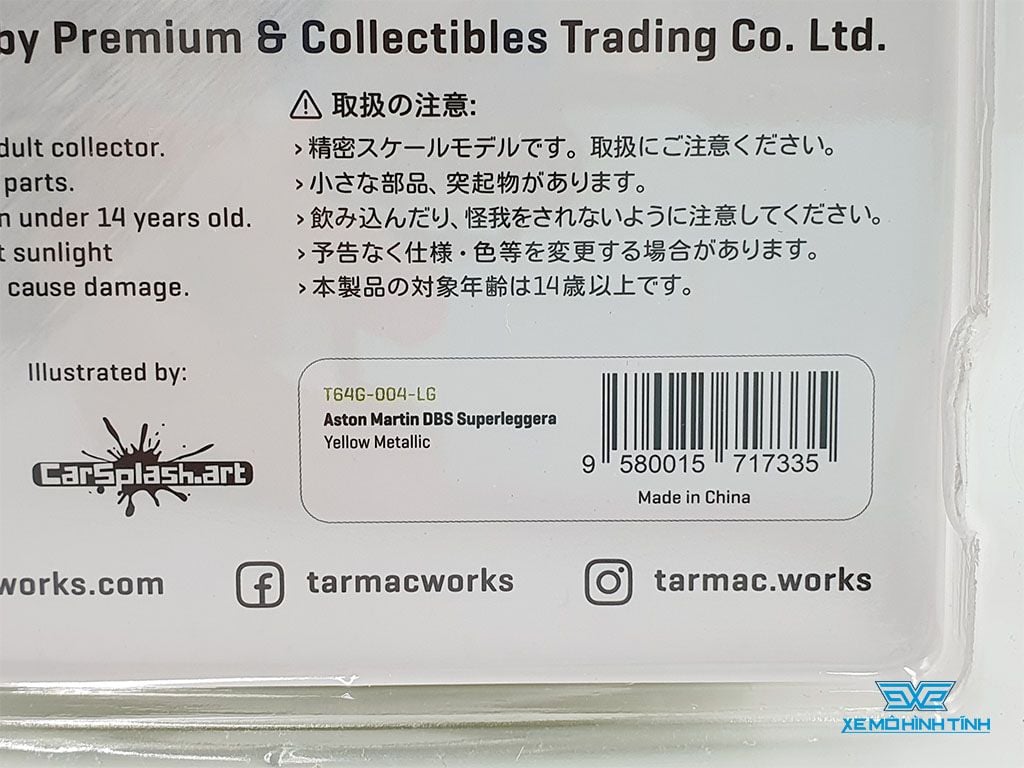 by Premium & Collectibles Trading Co. Ltd.
dult collector.
parts.
n under 14 years old.
t sunlight
cause damage.
取扱の注意:
› 精密スケールモデルです。取扱にご注意ください。
› 小さな部品、突起物があります。
› 飲み込んだり、怪我をされないように注意してください。
› 予告なく仕様・色等を変更する場合があります。
› 本製品の対象年齢は14歳以上です。
Illustrated by:
CarSplash.art
T64G-004-LG
Aston Martin DBS Superleggera
Yellow Metallic
9 580015 717335
Made in China
works.com
tarmacworks
tarmac.works
XE MÔ HÌNH TĨNH